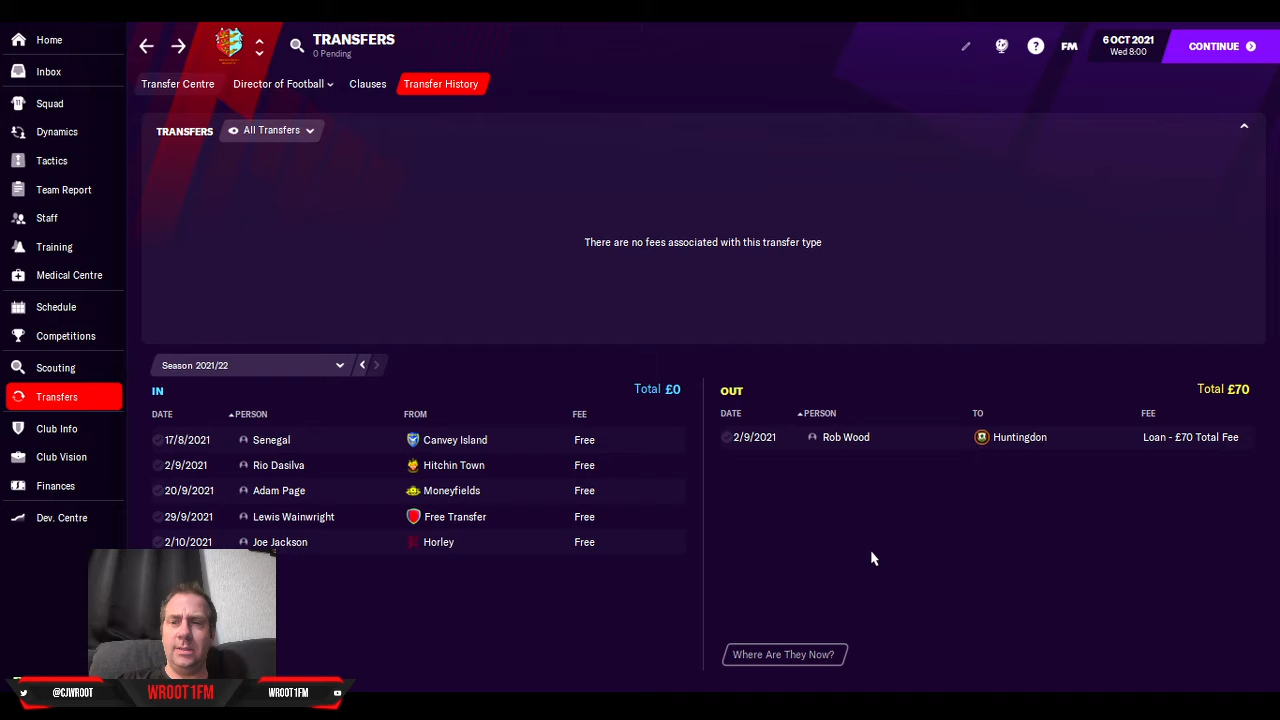 Home
Inbox
Squad
Dynamics
Tactics
Team Report
Staff
Training
Medical Centre
Schedule
Competitions
Scouting
Transfers
Club Info
Club Vision
Finances
Dev. Centre
TRANSFERS
0 Pending
? FM 6 OCT 2021
Wed 8:00
CONTINUE
Transfer Centre Director of Football Clauses Transfer History
TRANSFERS All Transfers
There are no fees associated with this transfer type
Season 2021/22
IN Total £0
DATE PERSON FROM FEE
17/8/2021 Senegal Canvey Island Free
2/9/2021 Rio Dasilva Hitchin Town Free
20/9/2021 Adam Page Moneyfields Free
29/9/2021 Lewis Wainwright Free Transfer Free
2/10/2021 Joe Jackson Horley Free
OUT Total £70
DATE PERSON TO FEE
2/9/2021 Rob Wood Huntingdon Loan - £70 Total Fee
Where Are They Now?
@CJWROOT WROOT1FM WROOT1FM